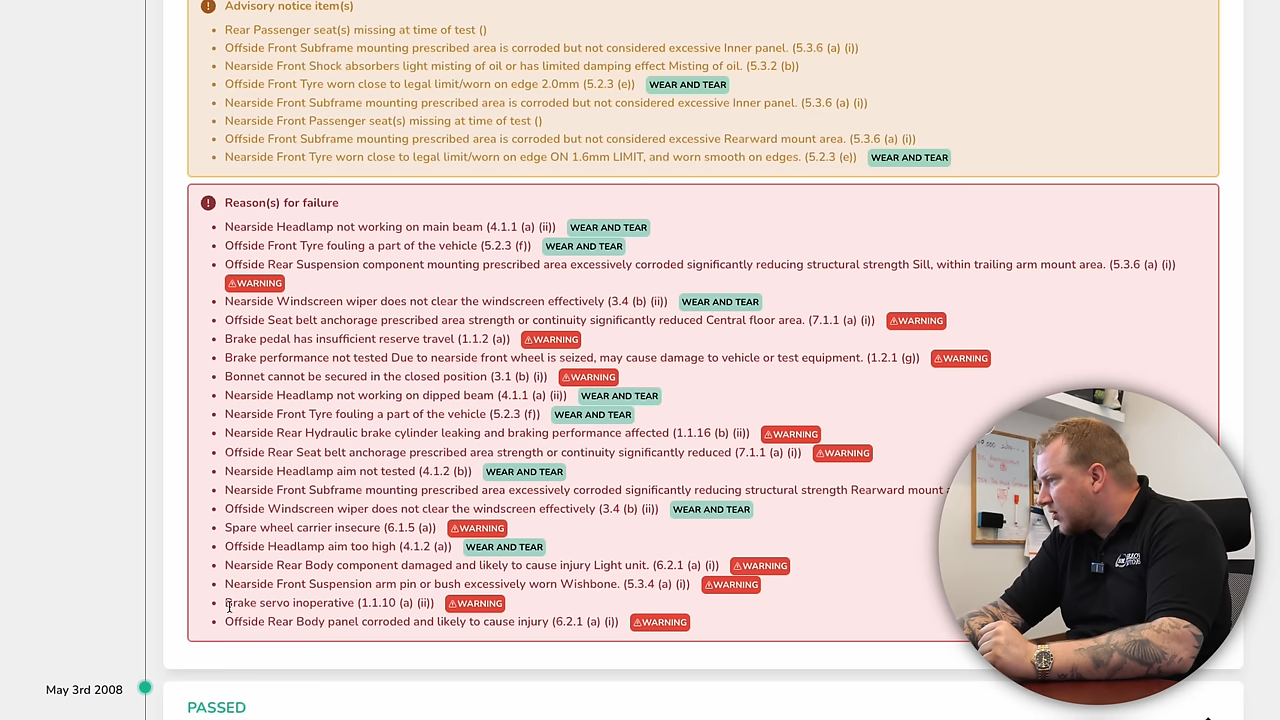 Advisory notice item(s)
Rear Passenger seat(s) missing at time of test ()
Offside Front Subframe mounting prescribed area is corroded but not considered excessive Inner panel. (5.3.6 (a) (i))
Nearside Front Shock absorbers light misting of oil or has limited damping effect Misting of oil. (5.3.2 (b))
Offside Front Tyre worn close to legal limit/worn on edge 2.0mm (5.2.3 (e)) WEAR AND TEAR
Nearside Front Subframe mounting prescribed area is corroded but not considered excessive Inner panel. (5.3.6 (a) (i))
Nearside Front Passenger seat(s) missing at time of test ()
Offside Front Subframe mounting prescribed area is corroded but not considered excessive Rearward mount area. (5.3.6 (a) (i))
Nearside Front Tyre worn close to legal limit/worn on edge ON 1.6mm LIMIT, and worn smooth on edges. (5.2.3 (e)) WEAR AND TEAR
Reason(s) for failure
Nearside Headlamp not working on main beam (4.1.1 (a) (ii)) WEAR AND TEAR
Offside Front Tyre fouling a part of the vehicle (5.2.3 (f)) WEAR AND TEAR
Offside Rear Suspension component mounting prescribed area excessively corroded significantly reducing structural strength Sill, within trailing arm mount area. (5.3.6 (a) (i))
⚠WARNING
Nearside Windscreen wiper does not clear the windscreen effectively (3.4 (b) (ii)) WEAR AND TEAR
Offside Seat belt anchorage prescribed area strength or continuity significantly reduced Central floor area. (7.1.1 (a) (i)) ⚠WARNING
Brake pedal has insufficient reserve travel (1.1.2 (a)) ⚠WARNING
Brake performance not tested Due to nearside front wheel is seized, may cause damage to vehicle or test equipment. (1.2.1 (g)) ⚠WARNING
Bonnet cannot be secured in the closed position (3.1 (b) (i)) ⚠WARNING
Nearside Headlamp not working on dipped beam (4.1.1 (a) (ii)) WEAR AND TEAR
Nearside Front Tyre fouling a part of the vehicle (5.2.3 (f)) WEAR AND TEAR
Nearside Rear Hydraulic brake cylinder leaking and braking performance affected (1.1.16 (b) (ii)) ⚠WARNING
Offside Rear Seat belt anchorage prescribed area strength or continuity significantly reduced (7.1.1 (a) (i)) ⚠WARNING
Nearside Headlamp aim not tested (4.1.2 (b)) WEAR AND TEAR
Nearside Front Subframe mounting prescribed area excessively corroded significantly reducing structural strength Rearward mount
Offside Windscreen wiper does not clear the windscreen effectively (3.4 (b) (ii)) WEAR AND TEAR
Spare wheel carrier insecure (6.1.5 (a)) ⚠WARNING
Offside Headlamp aim too high (4.1.2 (a)) WEAR AND TEAR
Nearside Rear Body component damaged and likely to cause injury Light unit. (6.2.1 (a) (i)) ⚠WARNING
Nearside Front Suspension arm pin or bush excessively worn Wishbone. (5.3.4 (a) (i)) ⚠WARNING
Brake servo inoperative (1.1.10 (a) (ii)) ⚠WARNING
Offside Rear Body panel corroded and likely to cause injury (6.2.1 (a) (i)) ⚠WARNING
May 3rd 2008
PASSED